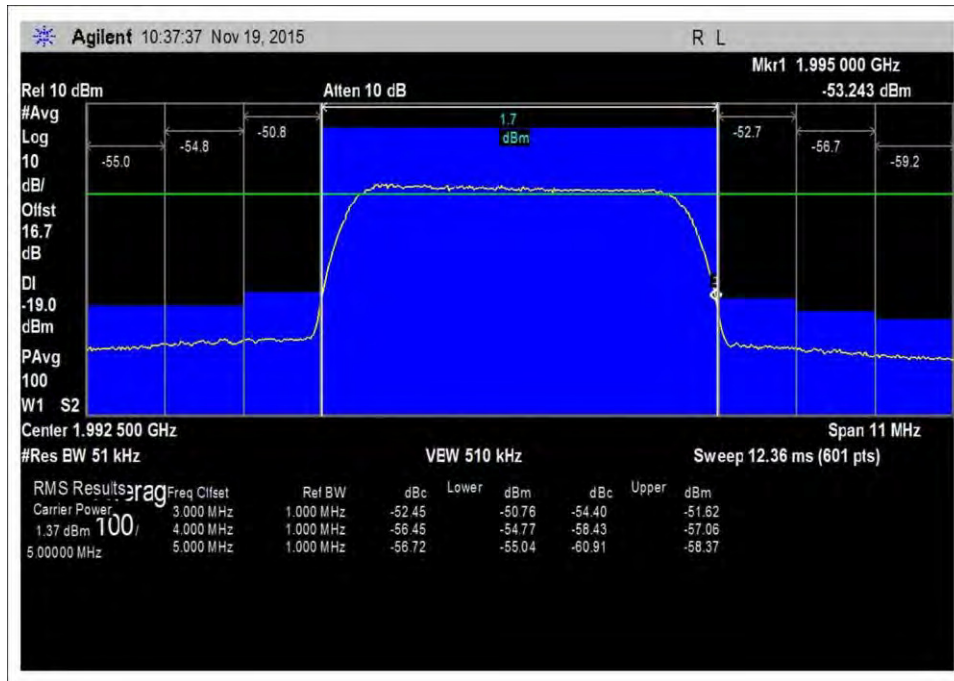 Agilent 10:37:37 Nov 19, 2015 R L
Mkr1 1.995 000 GHz
Rel 10 dBm Atten 10 dB -53.243 dBm
#Avg
Log
10
dB/
Offst
16.7
dB
DI
-19.0
dBm
PAvg
100
W1 S2
1.7
dBm
-55.0 -54.8 -50.8 -52.7 -56.7 -59.2
Center 1.992 500 GHz Span 11 MHz
#Res BW 51 kHz VBW 510 kHz Sweep 12.36 ms (601 pts)
RMS Results Freq Offset Ref BW dBc Lower dBm dBc Upper dBm
Carrier Power 3.000 MHz 1.000 MHz -52.45 -50.76 -54.40 -51.62
1.37 dBm 100/ 4.000 MHz 1.000 MHz -56.45 -54.77 -58.43 -57.06
5.00000 MHz 5.000 MHz 1.000 MHz -56.72 -55.04 -60.91 -58.37